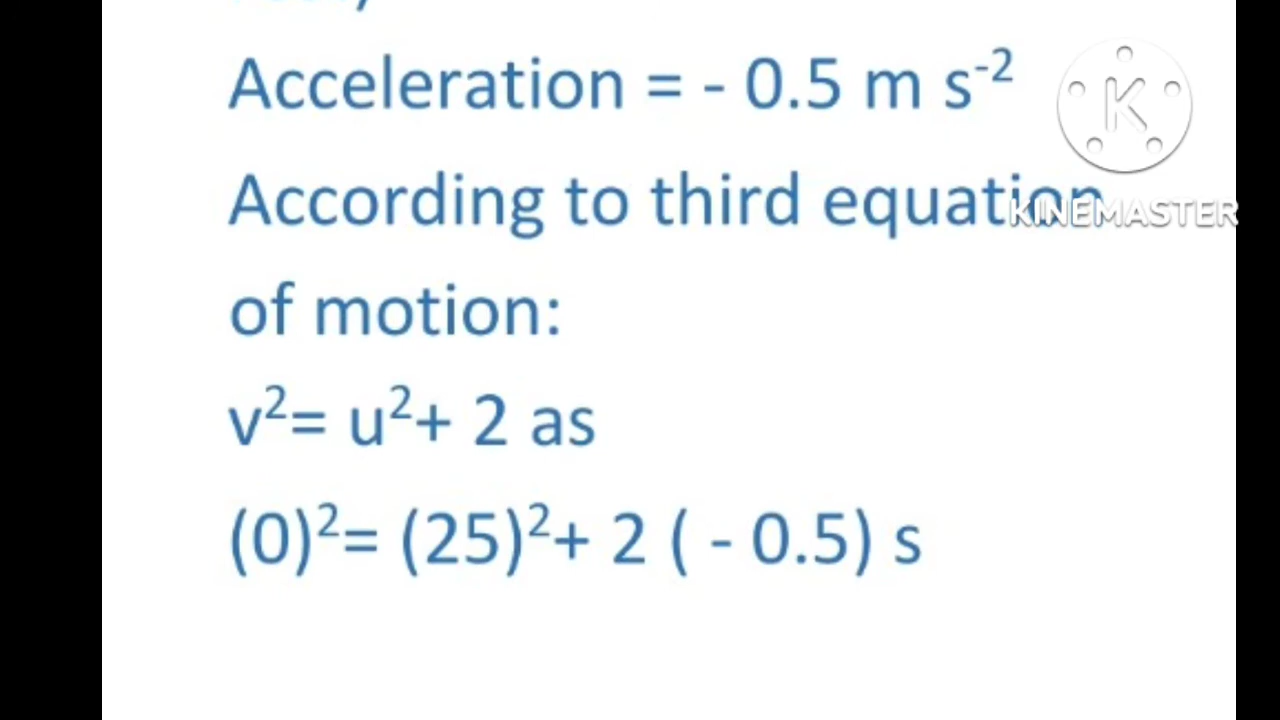 Acceleration = - 0.5 m s⁻²
According to third equation
of motion:
v²= u²+ 2 as
(0)²= (25)²+ 2 ( - 0.5) s
K
KINEMASTER